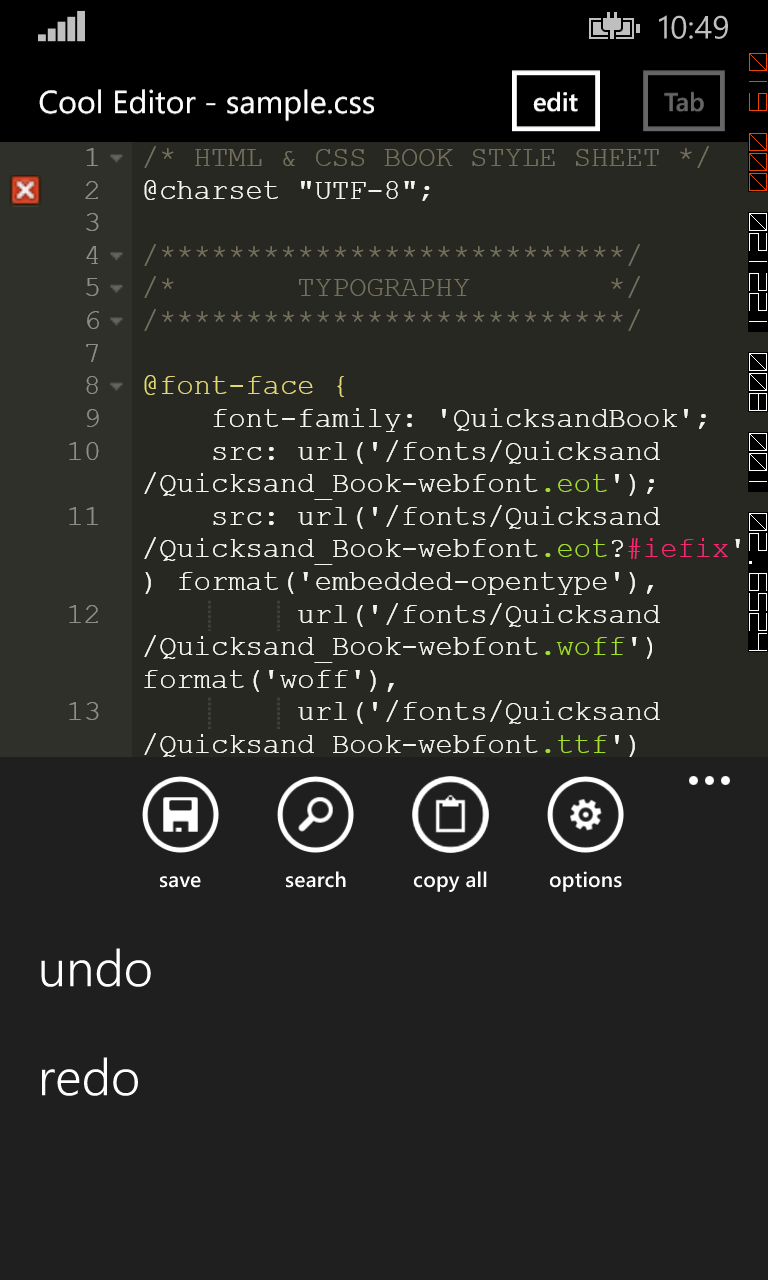 10:49
Cool Editor - sample.css edit Tab
1 /* HTML & CSS BOOK STYLE SHEET */
2 @charset "UTF-8";
3
4 /****************************/
5 /* TYPOGRAPHY */
6 /****************************/
7
8 @font-face {
9 font-family: 'QuicksandBook';
10 src: url('/fonts/Quicksand
/Quicksand_Book-webfont.eot');
11 src: url('/fonts/Quicksand
/Quicksand_Book-webfont.eot?#iefix'
) format('embedded-opentype'),
12 url('/fonts/Quicksand
/Quicksand_Book-webfont.woff')
format('woff'),
13 url('/fonts/Quicksand
/Quicksand_Book-webfont.ttf')
save search copy all options
undo
redo